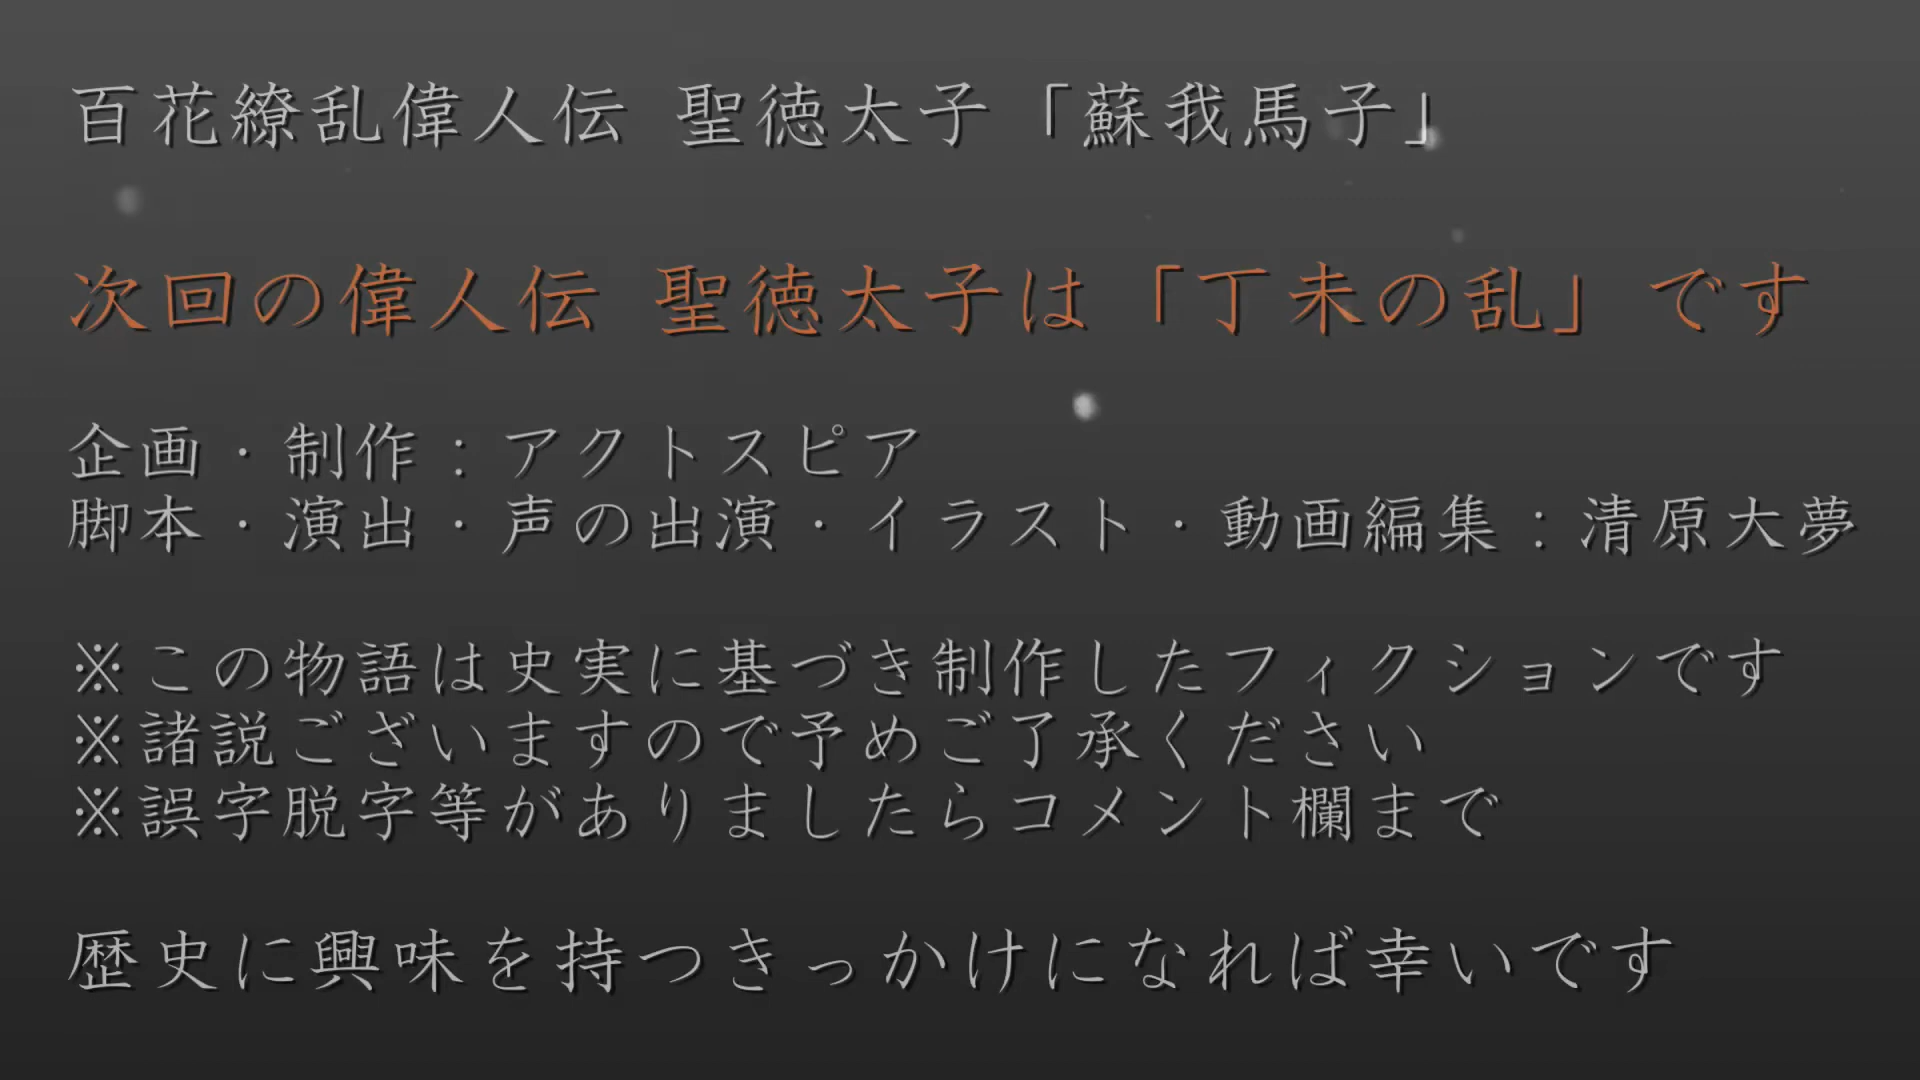 百花繚乱偉人伝 聖徳太子「蘇我馬子」
次回の偉人伝 聖徳太子は「丁未の乱」です
企画・制作：アクトスピア
脚本・演出・声の出演・イラスト・動画編集：清原大夢
※この物語は史実に基づき制作したフィクションです
※諸説ございますので予めご了承ください
※誤字脱字等がありましたらコメント欄まで
歴史に興味を持つきっかけになれば幸いです